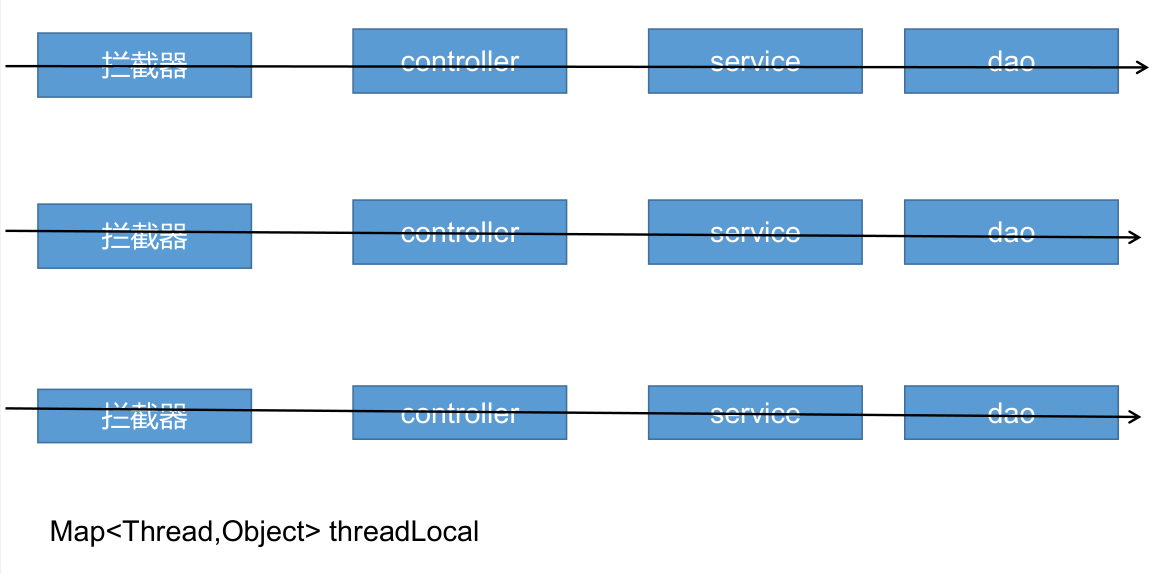 拦截器 controller service dao
拦截器 controller service dao
拦截器 controller service dao
Map<Thread,Object> threadLocal